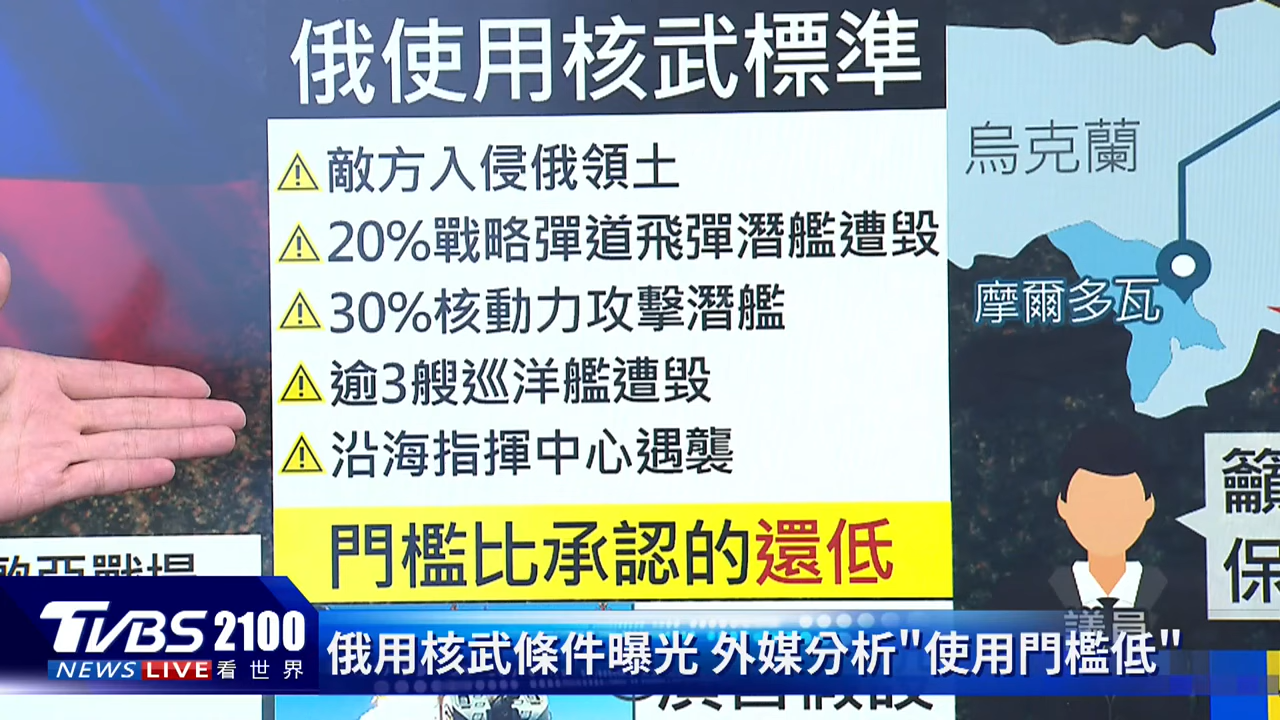 俄使用核武標準
敵方入侵俄領土
20%戰略彈道飛彈潛艦遭毀
30%核動力攻擊潛艦
逾3艘巡洋艦遭毀
沿海指揮中心遇襲
門檻比承認的還低
烏克蘭
摩爾多瓦
籲
保
議員
TVBS 2100
NEWS LIVE 看世界
俄用核武條件曝光 外媒分析"使用門檻低"